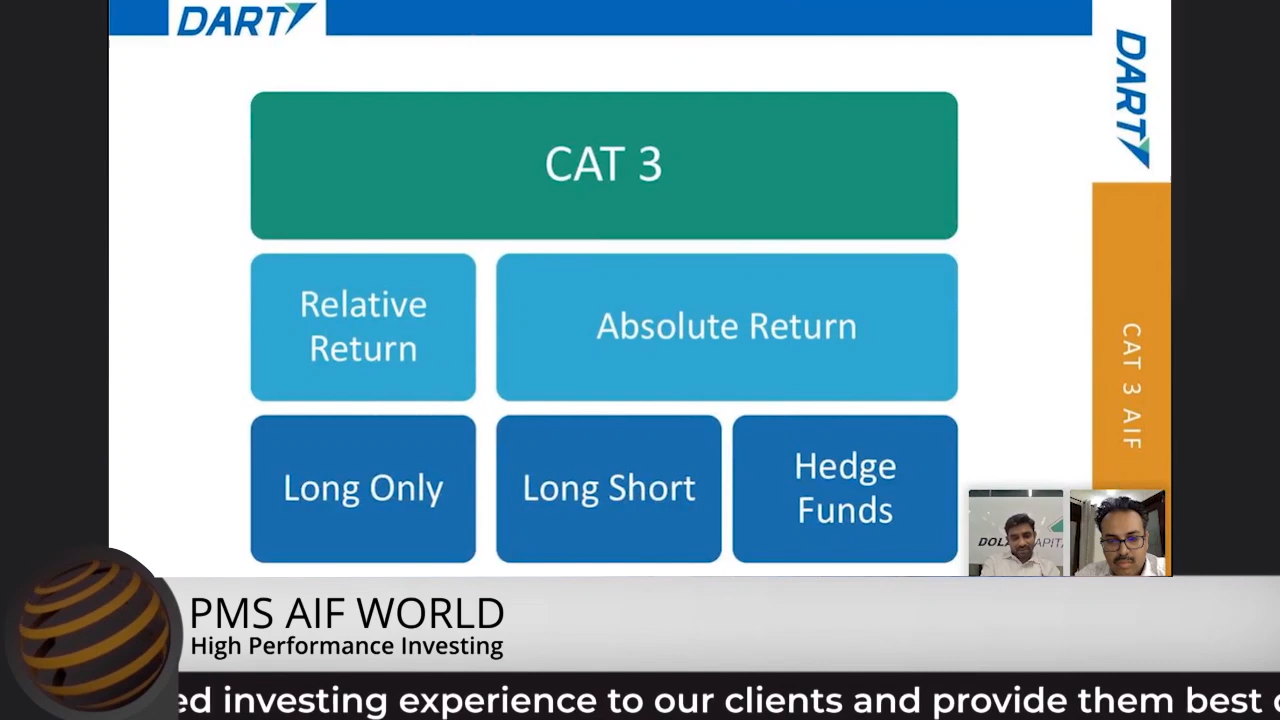 DART
DART
CAT 3
Relative
Return
Absolute Return
Long Only
Long Short
Hedge
Funds
CAT 3 AIF
PMS AIF WORLD
High Performance Investing
ed investing experience to our clients and provide them best